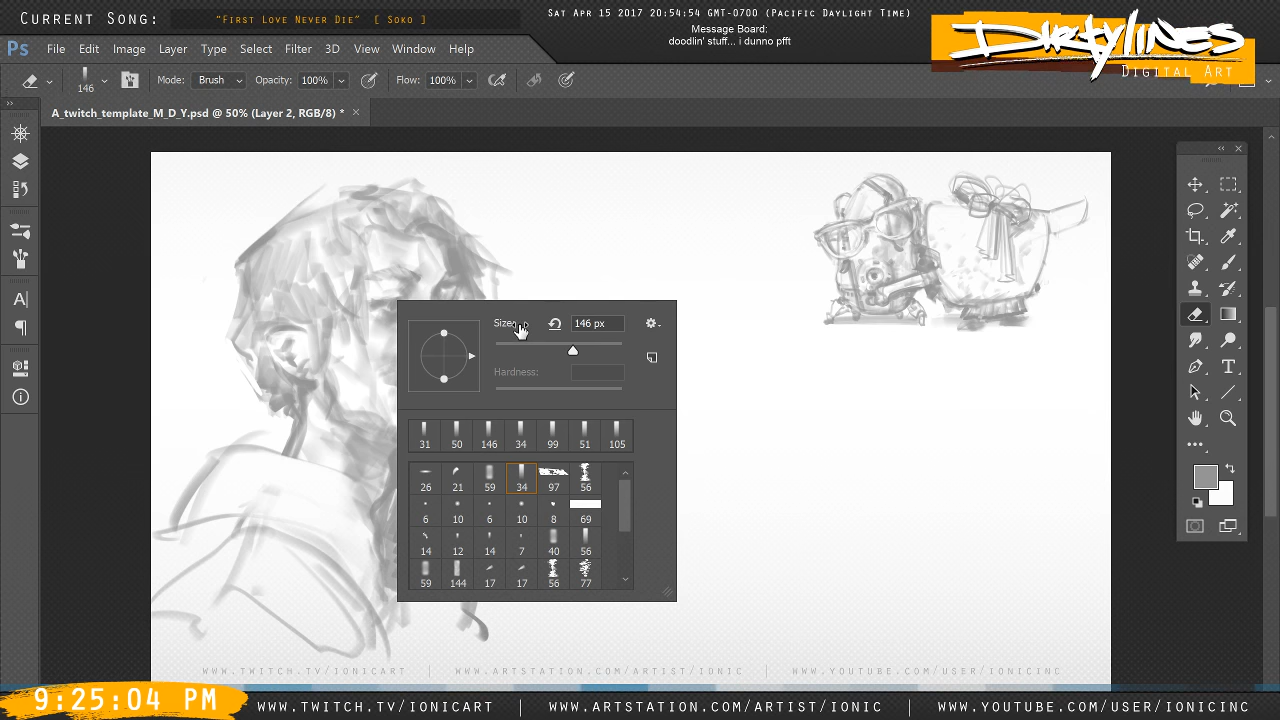 Current Song:
"First Love Never Die" [ Soko ]
Sat Apr 15 2017 20:54:54 GMT-0700 (Pacific Daylight Time)
Message Board:
doodlin' stuff... i dunno pfft
Dirtylines
Digital Art
Ps File Edit Image Layer Type Select Filter 3D View Window Help
146 Mode: Brush Opacity: 100% Flow: 100%
A_twitch_template_M_D_Y.psd @ 50% (Layer 2, RGB/8) *
Size: 146 px
Hardness:
31 50 146 34 99 51 105
26 21 59 34 97 56
6 10 6 10 8 69
14 12 14 7 40 56
59 144 17 17 56 77
www.twitch.tv/ionicart | www.artstation.com/artist/ionic | www.youtube.com/user/ionicinc
9:25:04 PM
www.twitch.tv/ionicart | www.artstation.com/artist/ionic | www.youtube.com/user/ionicinc